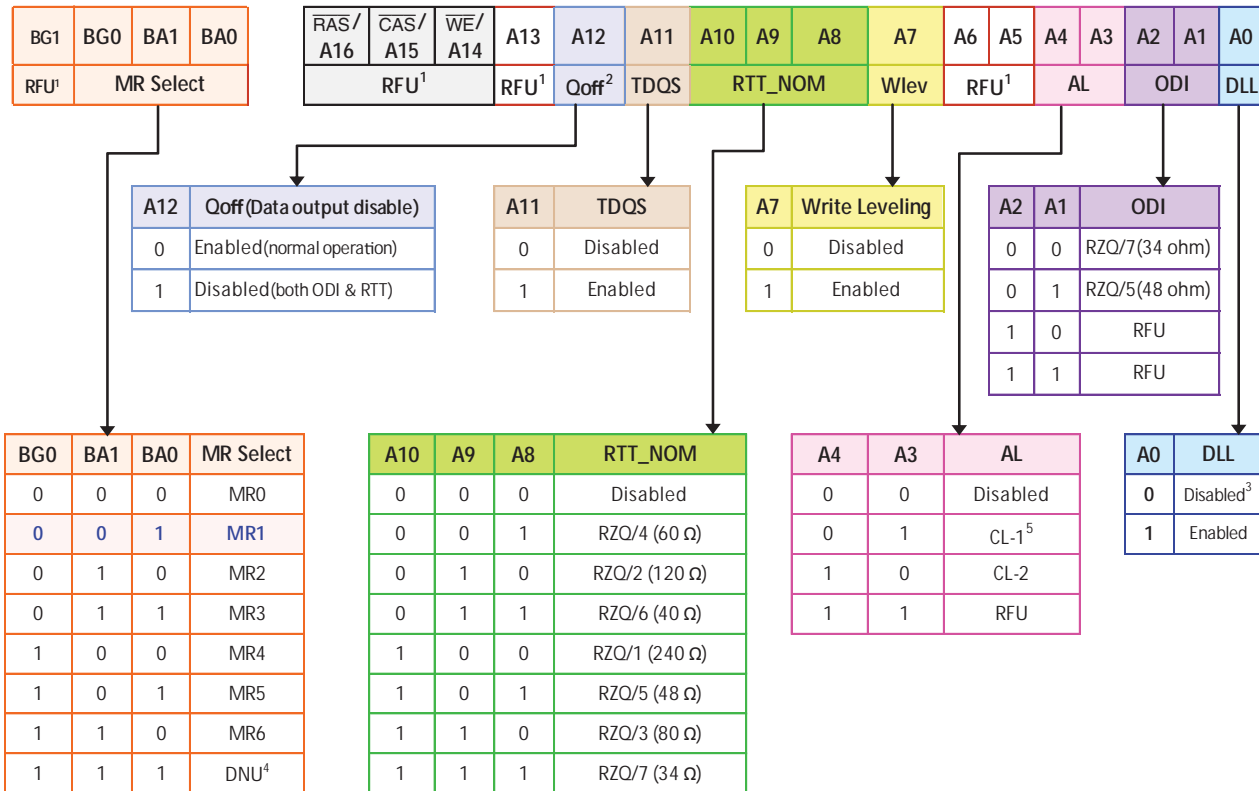 BG1 BG0 BA1 BA0 RAS/ A16 CAS/ A15 WE/ A14 A13 A12 A11 A10 A9 A8 A7 A6 A5 A4 A3 A2 A1 A0
RFU¹ MR Select RFU¹ RFU¹ Qoff² TDQS RTT_NOM Wlev RFU¹ AL ODI DLL
A12 Qoff(Data output disable)
0 Enabled(normal operation)
1 Disabled(both ODI & RTT)
A11 TDQS
0 Disabled
1 Enabled
A7 Write Leveling
0 Disabled
1 Enabled
A2 A1 ODI
0 0 RZQ/7(34 ohm)
0 1 RZQ/5(48 ohm)
1 0 RFU
1 1 RFU
BG0 BA1 BA0 MR Select
0 0 0 MR0
0 0 1 MR1
0 1 0 MR2
0 1 1 MR3
1 0 0 MR4
1 0 1 MR5
1 1 0 MR6
1 1 1 DNU⁴
A10 A9 A8 RTT_NOM
0 0 0 Disabled
0 0 1 RZQ/4 (60 Ω)
0 1 0 RZQ/2 (120 Ω)
0 1 1 RZQ/6 (40 Ω)
1 0 0 RZQ/1 (240 Ω)
1 0 1 RZQ/5 (48 Ω)
1 1 0 RZQ/3 (80 Ω)
1 1 1 RZQ/7 (34 Ω)
A4 A3 AL
0 0 Disabled
0 1 CL-1⁵
1 0 CL-2
1 1 RFU
A0 DLL
0 Disabled³
1 Enabled